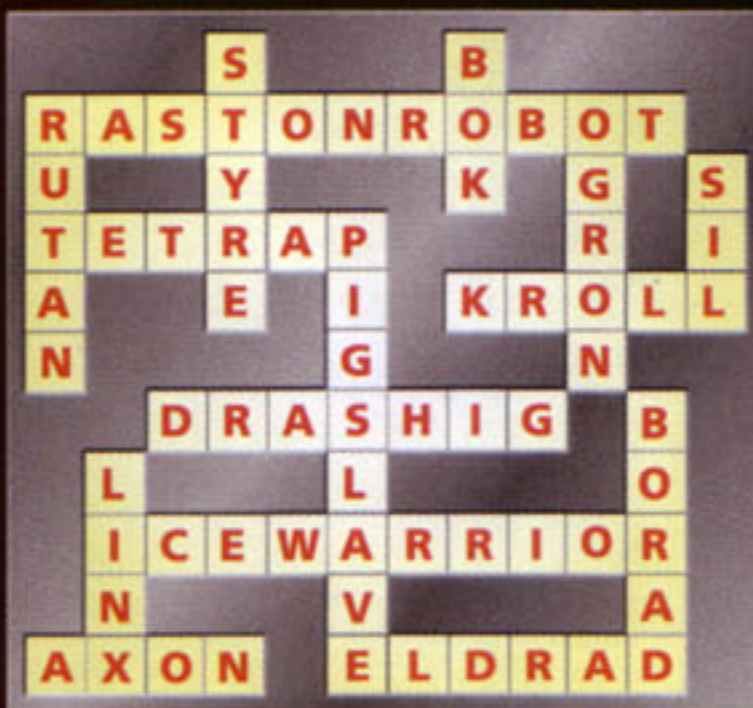 S B
RASTONROBOT
U Y K G S
TETRAP R I
A E I KROLL
N G N
DRASHIG B
L L O
ICEWARRIOR
N V A
AXON ELDRAD